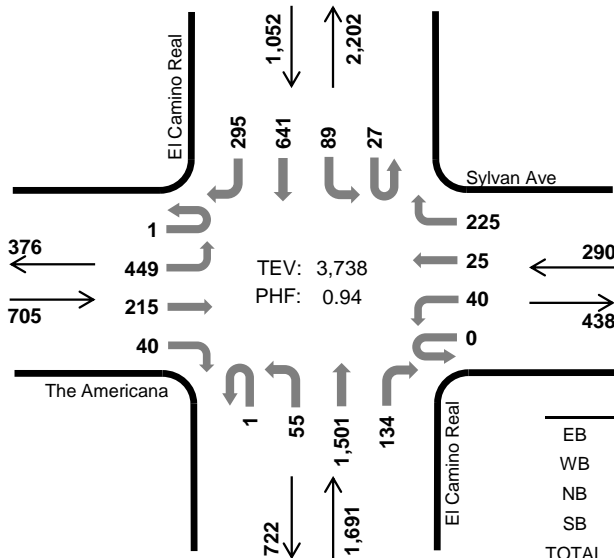 El Camino Real
1,052
2,202
295
641
89
27
Sylvan Ave
1
225
376
449
TEV: 3,738
25
290
PHF: 0.94
705
215
40
438
40
0
The Americana
1
55
1,501
134
El Camino Real
722
1,691
EB
WB
NB
SB
TOTAL